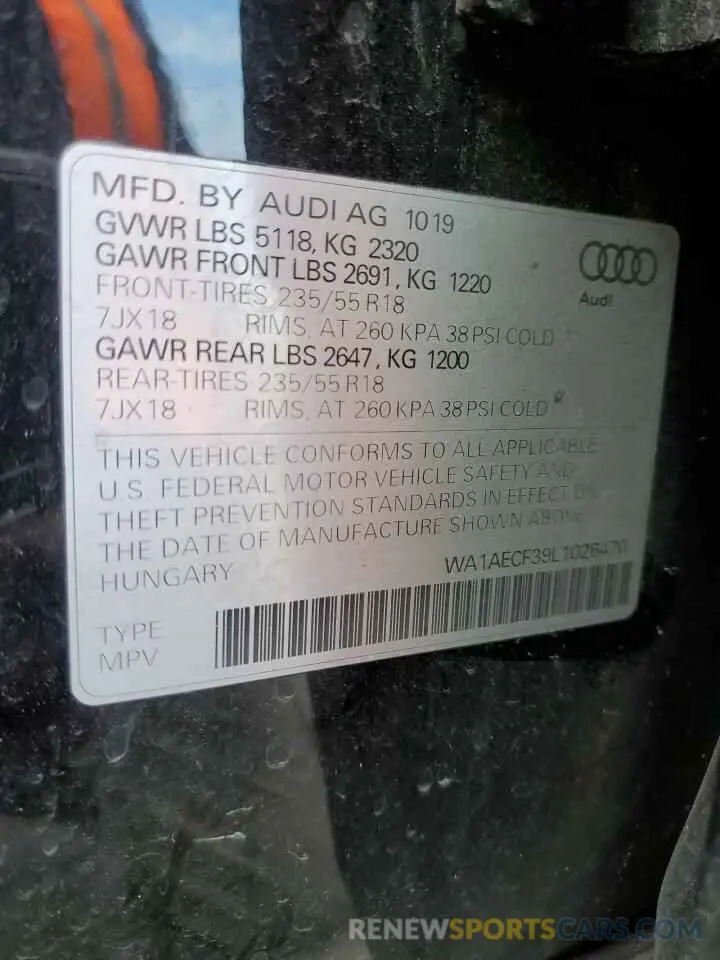 MFD. BY AUDI AG 1019
GVWR LBS 5118, KG 2320
GAWR FRONT LBS 2691, KG 1220
FRONT-TIRES 235/55 R18
7JX18 RIMS, AT 260 KPA 38 PSI COLD
GAWR REAR LBS 2647, KG 1200
REAR-TIRES 235/55 R18
7JX18 RIMS, AT 260 KPA 38 PSI COLD
Audi
THIS VEHICLE CONFORMS TO ALL APPLICABLE
U.S. FEDERAL MOTOR VEHICLE SAFETY AND
THEFT PREVENTION STANDARDS IN EFFECT ON
THE DATE OF MANUFACTURE SHOWN ABOVE.
HUNGARY
WA1AECF39L1026470
TYPE
MPV
RENEWSPORTSCARS.COM